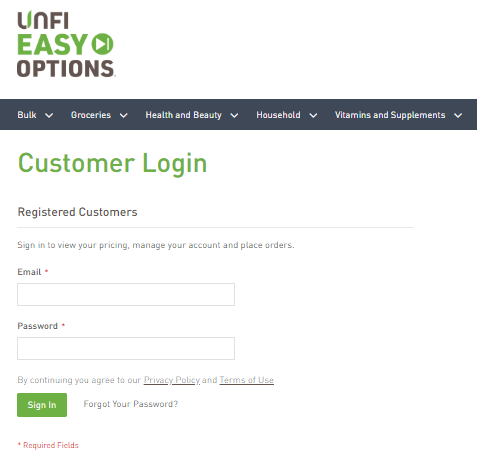 UNFI
EASY
OPTIONS.
Bulk Groceries Health and Beauty Household Vitamins and Supplements
Customer Login
Registered Customers
Sign in to view your pricing, manage your account and place orders.
Email *
Password *
By continuing you agree to our Privacy Policy and Terms of Use
Sign In Forgot Your Password?
* Required Fields